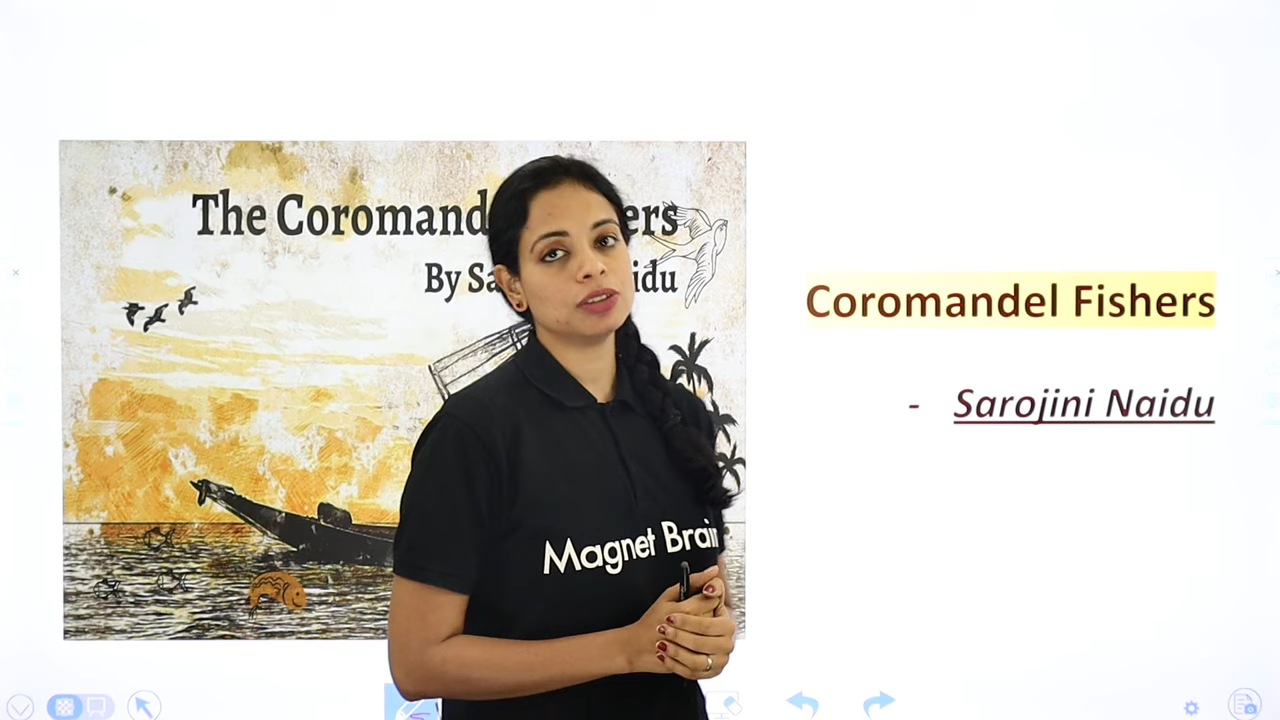 The Coromand ers
By Sa idu
Coromandel Fishers
- Sarojini Naidu
Magnet Brain